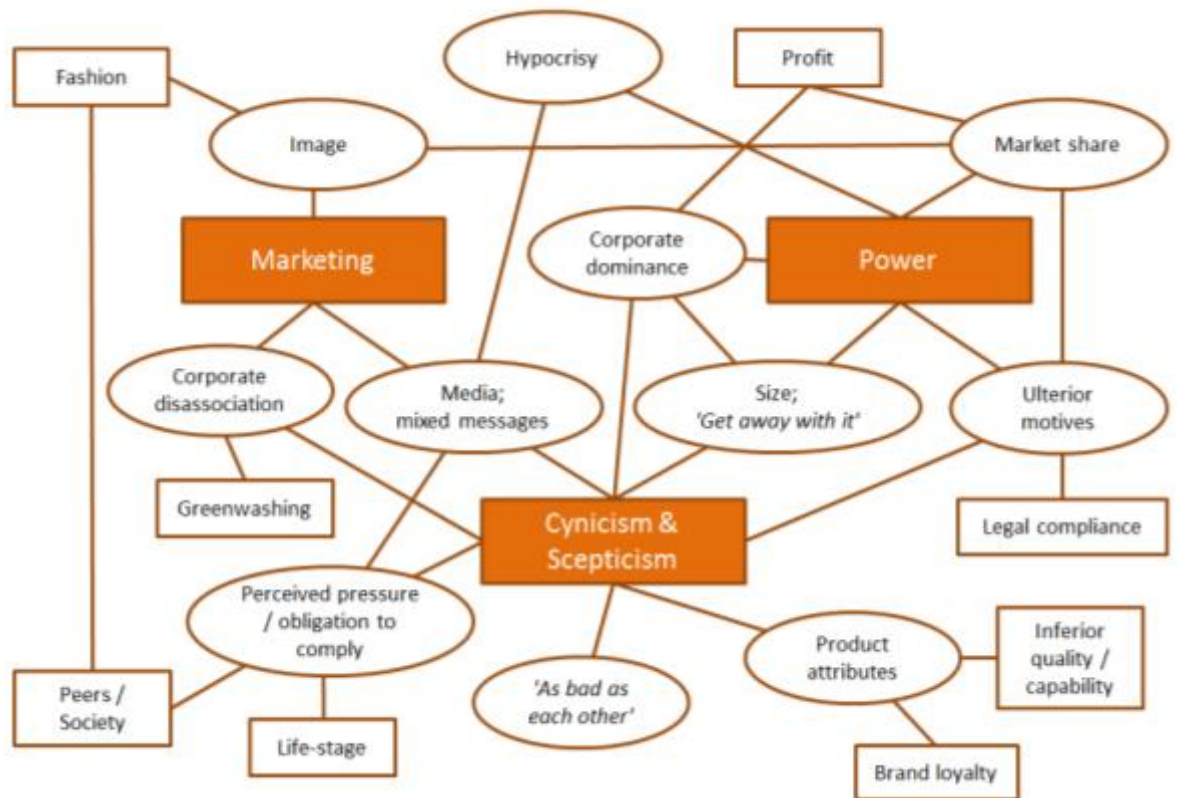 Hypocrisy
Profit
Fashion
Image
Market share
Marketing
Corporate
dominance
Power
Corporate
disassociation
Media;
mixed messages
Size;
'Get away with it'
Ulterior
motives
Greenwashing
Cynicism &
Scepticism
Legal compliance
Perceived pressure
/ obligation to
comply
Product
attributes
Inferior
quality /
capability
Peers /
Society
'As bad as
each other'
Life-stage
Brand loyalty